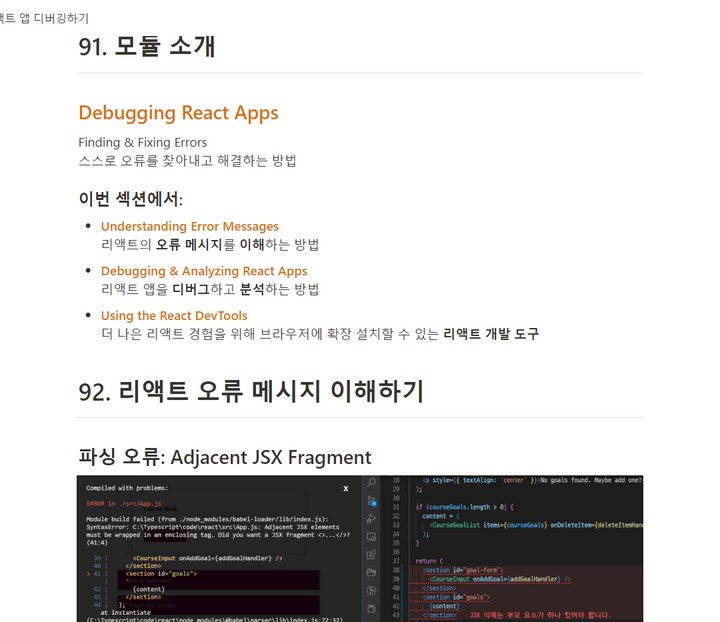 액트 앱 디버깅하기
91. 모듈 소개
Debugging React Apps
Finding & Fixing Errors
스스로 오류를 찾아내고 해결하는 방법
이번 섹션에서:
Understanding Error Messages
리액트의 오류 메시지를 이해하는 방법
Debugging & Analyzing React Apps
리액트 앱을 디버그하고 분석하는 방법
Using the React DevTools
더 나은 리액트 경험을 위해 브라우저에 확장 설치할 수 있는 리액트 개발 도구
92. 리액트 오류 메시지 이해하기
파싱 오류: Adjacent JSX Fragment
Compiled with problems:
X
ERROR in ./src/App.js
Module build failed (from ./node_modules/babel-loader/lib/index.js):
SyntaxError: C:\Typescript\code\react\src\App.js: Adjacent JSX elements
must be wrapped in an enclosing tag. Did you want a JSX fragment <>...</>?
(41:4)
39 | <CourseInput onAddGoal={addGoalHandler} />
40 | </section>
> 41 | <section id="goals">
| ^
42 | {content}
43 | </section>
44 | );
at instantiate
(C:\Typescript\code\react\node_modules\@babel\parser\lib\index.js:72:32)
28 <p style={{ textAlign: 'center' }}>No goals found. Maybe add one?
29 );
30
31 if (courseGoals.length > 0) {
32 content = (
33 <CourseGoalList items={courseGoals} onDeleteItem={deleteItemHan
34 );
35 }
36
37 return (
38 <section id="goal-form">
39 <CourseInput onAddGoal={addGoalHandler} />
40 </section>
41 <section id="goals">
42 {content}
43 </section> JSX 식에는 부모 요소가 하나 있어야 합니다.